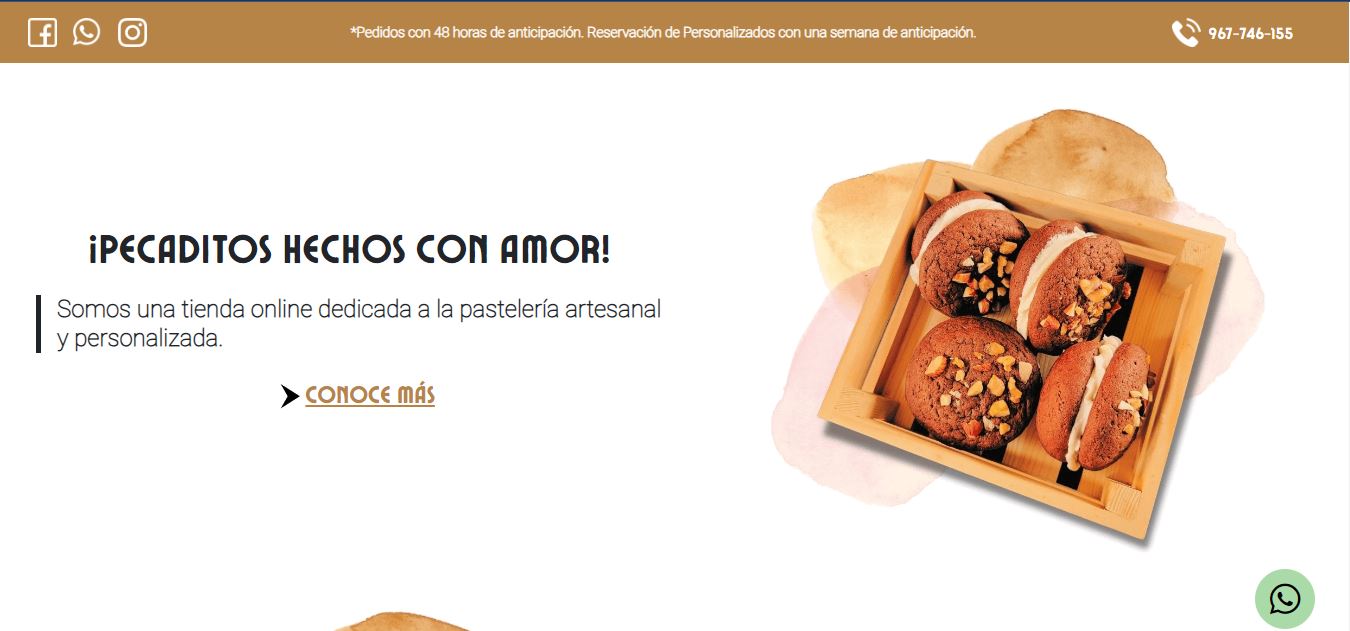 *Pedidos con 48 horas de anticipación. Reservación de Personalizados con una semana de anticipación.
967-746-155
¡PECADITOS HECHOS CON AMOR!
Somos una tienda online dedicada a la pastelería artesanal
y personalizada.
CONOCE MÁS